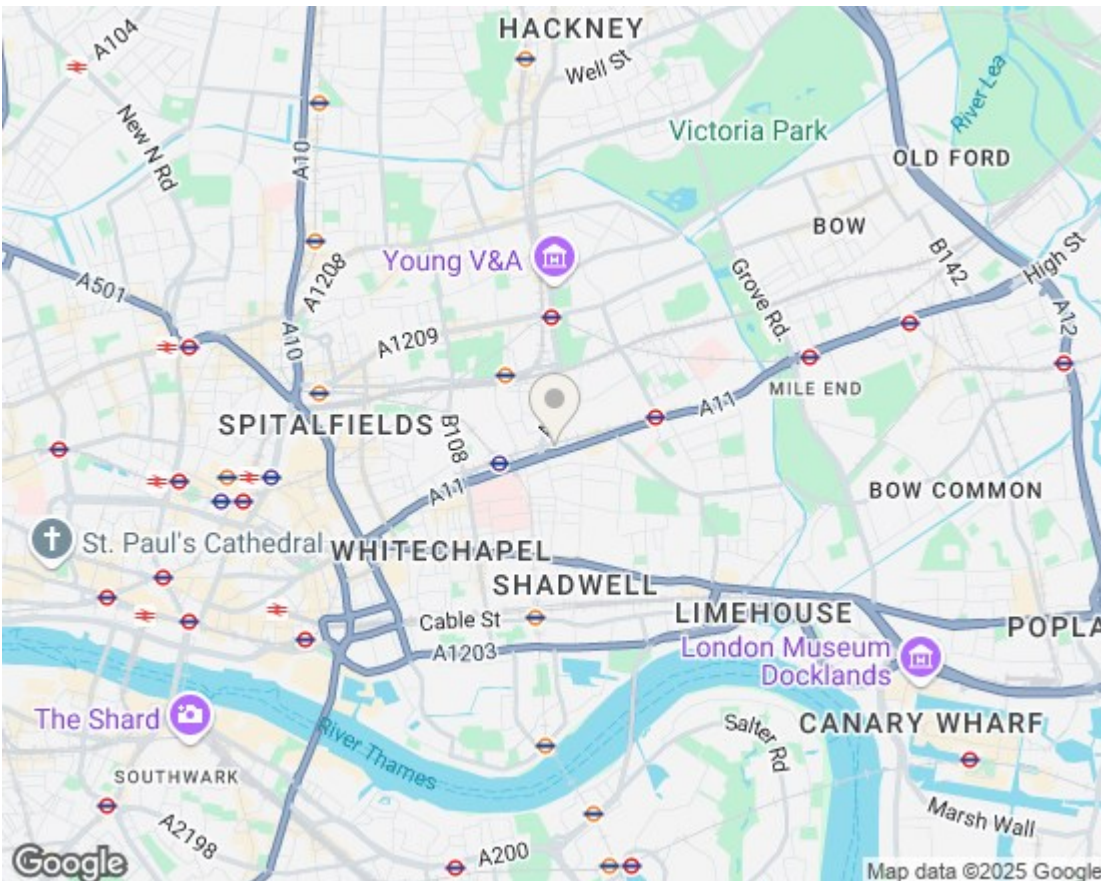 HACKNEY
A104
Well St
New N Rd
A10
Victoria Park
River Lea
OLD FORD
BOW
Young V&A
A1208
B142
High St
A501
Grove Rd.
A10
A1209
A12
MILE END
SPITALFIELDS
B108
A11
A11
BOW COMMON
St. Paul's Cathedral
WHITECHAPEL
SHADWELL
Cable St
LIMEHOUSE
POPLA
A1203
London Museum
Docklands
The Shard
River Thames
Salter Rd
CANARY WHARF
SOUTHWARK
A2198
A200
Marsh Wall
Google
Map data ©2025 Google